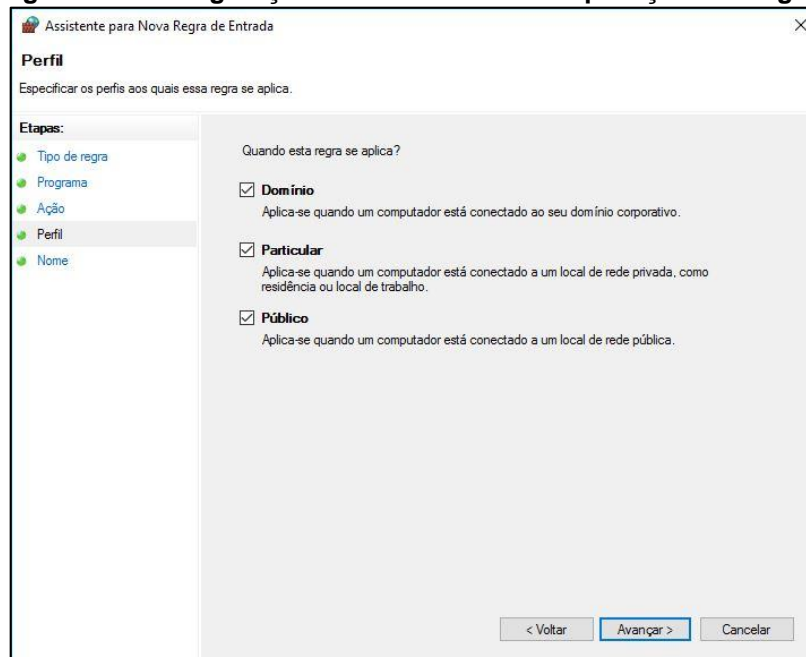 Assistente para Nova Regra de Entrada
Perfil
Especificar os perfis aos quais essa regra se aplica.
Etapas:
Tipo de regra
Programa
Ação
Perfil
Nome
Quando esta regra se aplica?
Domínio
Aplica-se quando um computador está conectado ao seu domínio corporativo.
Particular
Aplica-se quando um computador está conectado a um local de rede privada, como
residência ou local de trabalho.
Público
Aplica-se quando um computador está conectado a um local de rede pública.
< Voltar
Avançar >
Cancelar